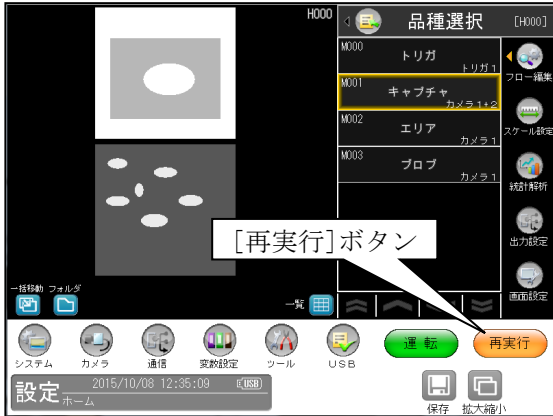 H000
品種選択
[H000]
M000
トリガ
トリガ1
M001
キャプチャ
カメラ1+2
M002
エリア
カメラ1
M003
ブロブ
カメラ1
フロー編集
スケール設定
統計解析
出力設定
画面設定
[再実行]ボタン
一括移動
フォルダ
一覧
システム
カメラ
通信
変数設定
ツール
USB
運転
再実行
設定
2015/10/08 12:35:09
USB
ホーム
保存
拡大縮小